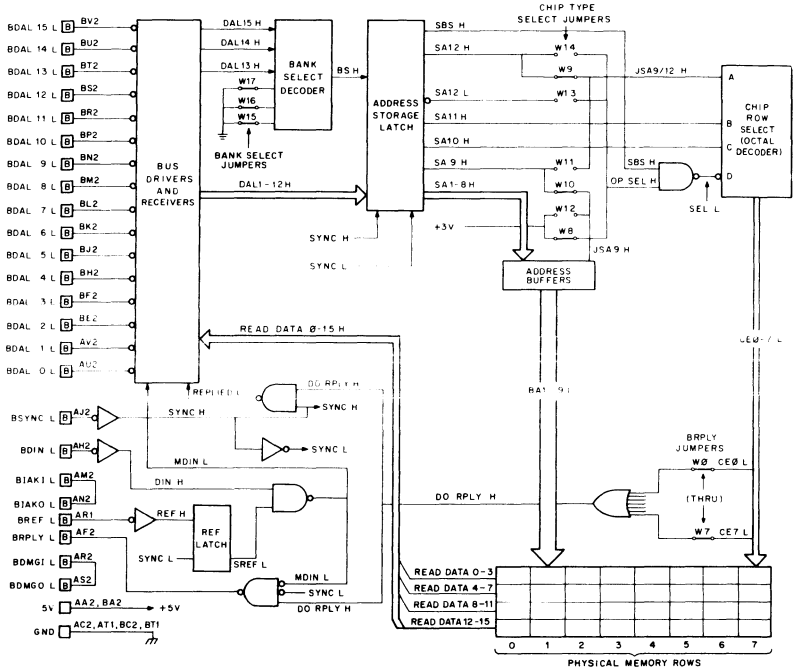 CHIP TYPE
SELECT JUMPERS
BDAL 15 L B BV2
BDAL 14 L B BU2
BDAL 13 L B BT2
BDAL 12 L B BS2
BDAL 11 L B BR2
BDAL 10 L B BP2
BDAL 9 L B BN2
BDAL 8 L B BM2
BDAL 7 L B BL2
BDAL 6 L B BK2
BDAL 5 L B BJ2
BDAL 4 L B BH2
BDAL 3 L B BF2
BDAL 2 L B BE2
BDAL 1 L B AV2
BDAL 0 L B AU2
BUS
DRIVERS
AND
RECEIVERS
DAL15 H
DAL14 H
DAL13 H
W17
W16
W15
BANK SELECT
JUMPERS
BANK
SELECT
DECODER
BS H
DAL1-12H
ADDRESS
STORAGE
LATCH
SYNC H
SYNC L
SBS H
SA12 H
SA12 L
SA11 H
SA10 H
SA 9 H
SA1-8H
+3V
W14
W9
W13
W11
W10
W12
W8
JSA9 H
JSA9/12 H
SBS H
OP SEL H
SEL L
A
B
C
D
CHIP
ROW
SELECT
(OCTAL
DECODER)
ADDRESS
BUFFERS
READ DATA Ø-15 H
REPLIED L
DO RPLY H
BSYNC L B AJ2
SYNC H
SYNC H
SYNC L
BDIN L B AH2
MDIN L
DIN H
BIAKI L B AM2
BIAKO L B AN2
BREF L B AR1
REF H
REF
LATCH
SYNC L
SREF L
BRPLY L B AF2
BDMGI L B AR2
BDMGO L B AS2
MDIN L
SYNC L
DO RPLY H
5V AA2, BA2 +5V
GND AC2, AT1, BC2, BT1
DO RPLY H
BRPLY
JUMPERS
WØ CEØ L
(THRU)
W7 CE7 L
READ DATA 0-3
READ DATA 4-7
READ DATA 8-11
READ DATA 12-15
0 1 2 3 4 5 6 7
PHYSICAL MEMORY ROWS